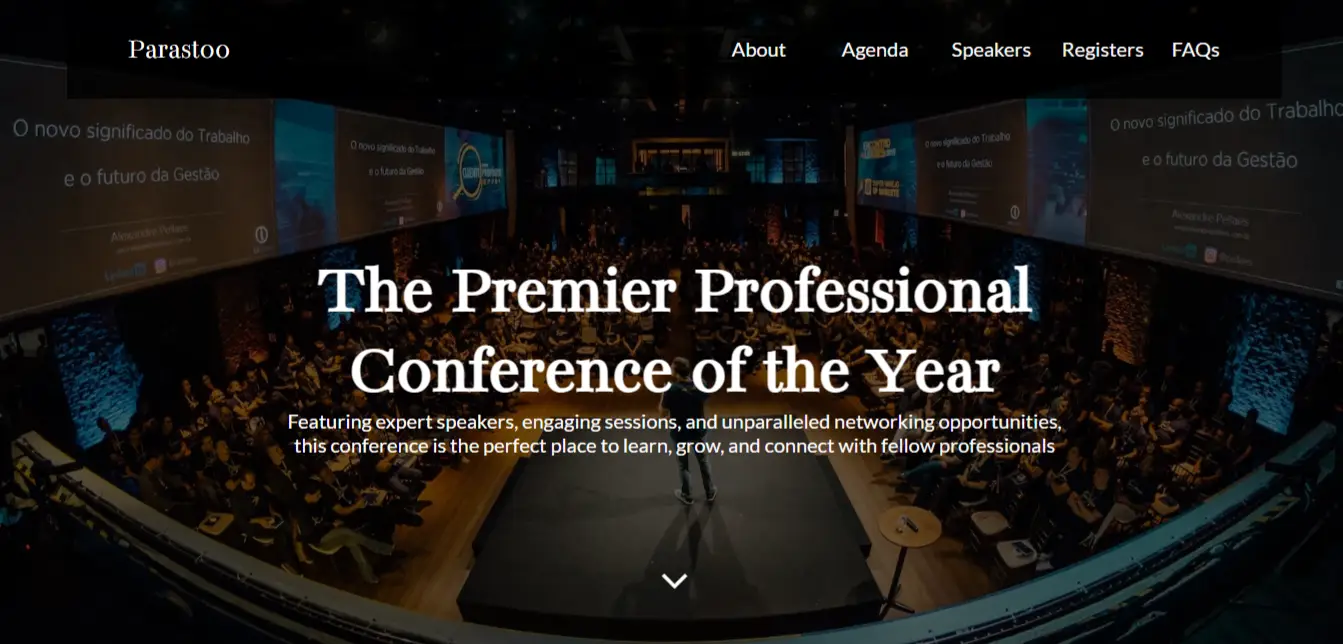 Parastoo
About
Agenda
Speakers
Registers
FAQs
O novo significado do Trabalho
e o futuro da Gestão
O novo significado do Trabalho
e o futuro da Gestão
O novo significado do Trabalho
e o futuro da Gestão
O novo significado do Trabalho
e o futuro da Gestão
The Premier Professional
Conference of the Year
Featuring expert speakers, engaging sessions, and unparalleled networking opportunities,
this conference is the perfect place to learn, grow, and connect with fellow professionals